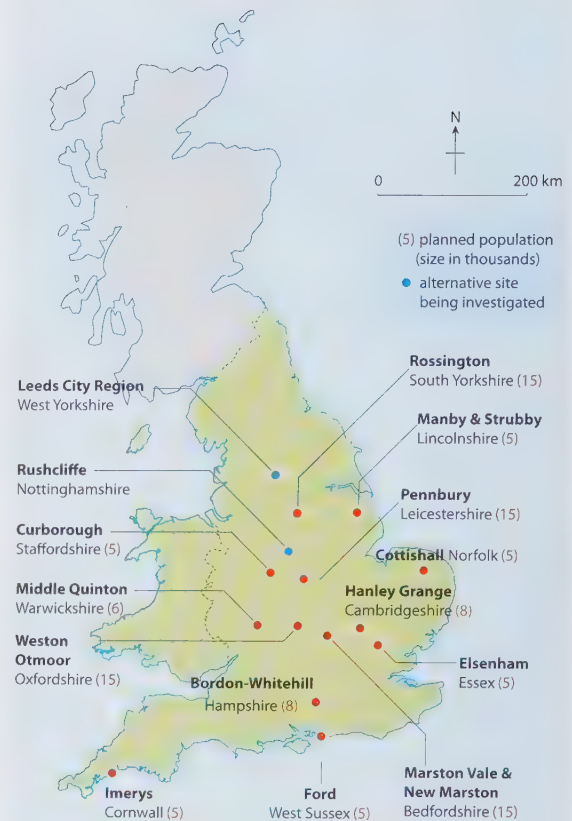 N
0 200 km
(5) planned population
(size in thousands)
alternative site
being investigated
Rossington
South Yorkshire (15)
Leeds City Region
West Yorkshire
Manby & Strubby
Lincolnshire (5)
Rushcliffe
Nottinghamshire
Pennbury
Leicestershire (15)
Curborough
Staffordshire (5)
Cottishall Norfolk (5)
Middle Quinton
Warwickshire (6)
Hanley Grange
Cambridgeshire (8)
Weston
Otmoor
Oxfordshire (15)
Elsenham
Essex (5)
Bordon-Whitehill
Hampshire (8)
Imerys
Cornwall (5)
Ford
West Sussex (5)
Marston Vale &
New Marston
Bedfordshire (15)